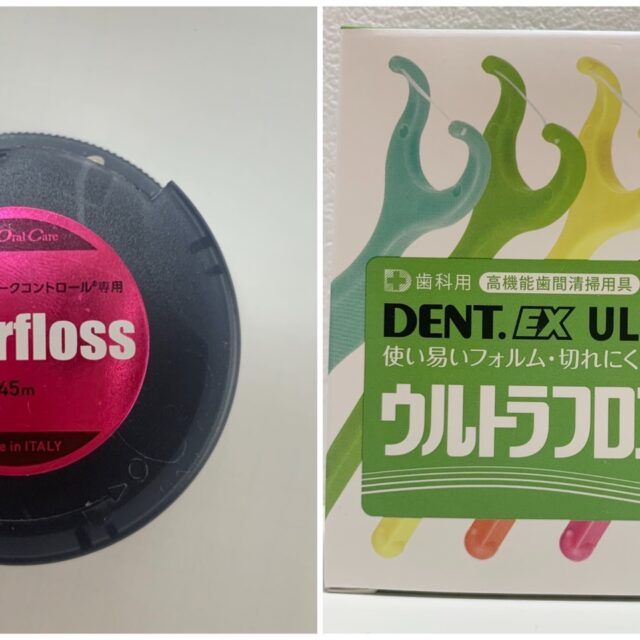 Oral Care
ークコントロール®専用
rfloss
45m
e in ITALY
歯科用 高機能歯間清掃用具
DENT.EX UL
使い易いフォルム・切れにく
ウルトラフロ